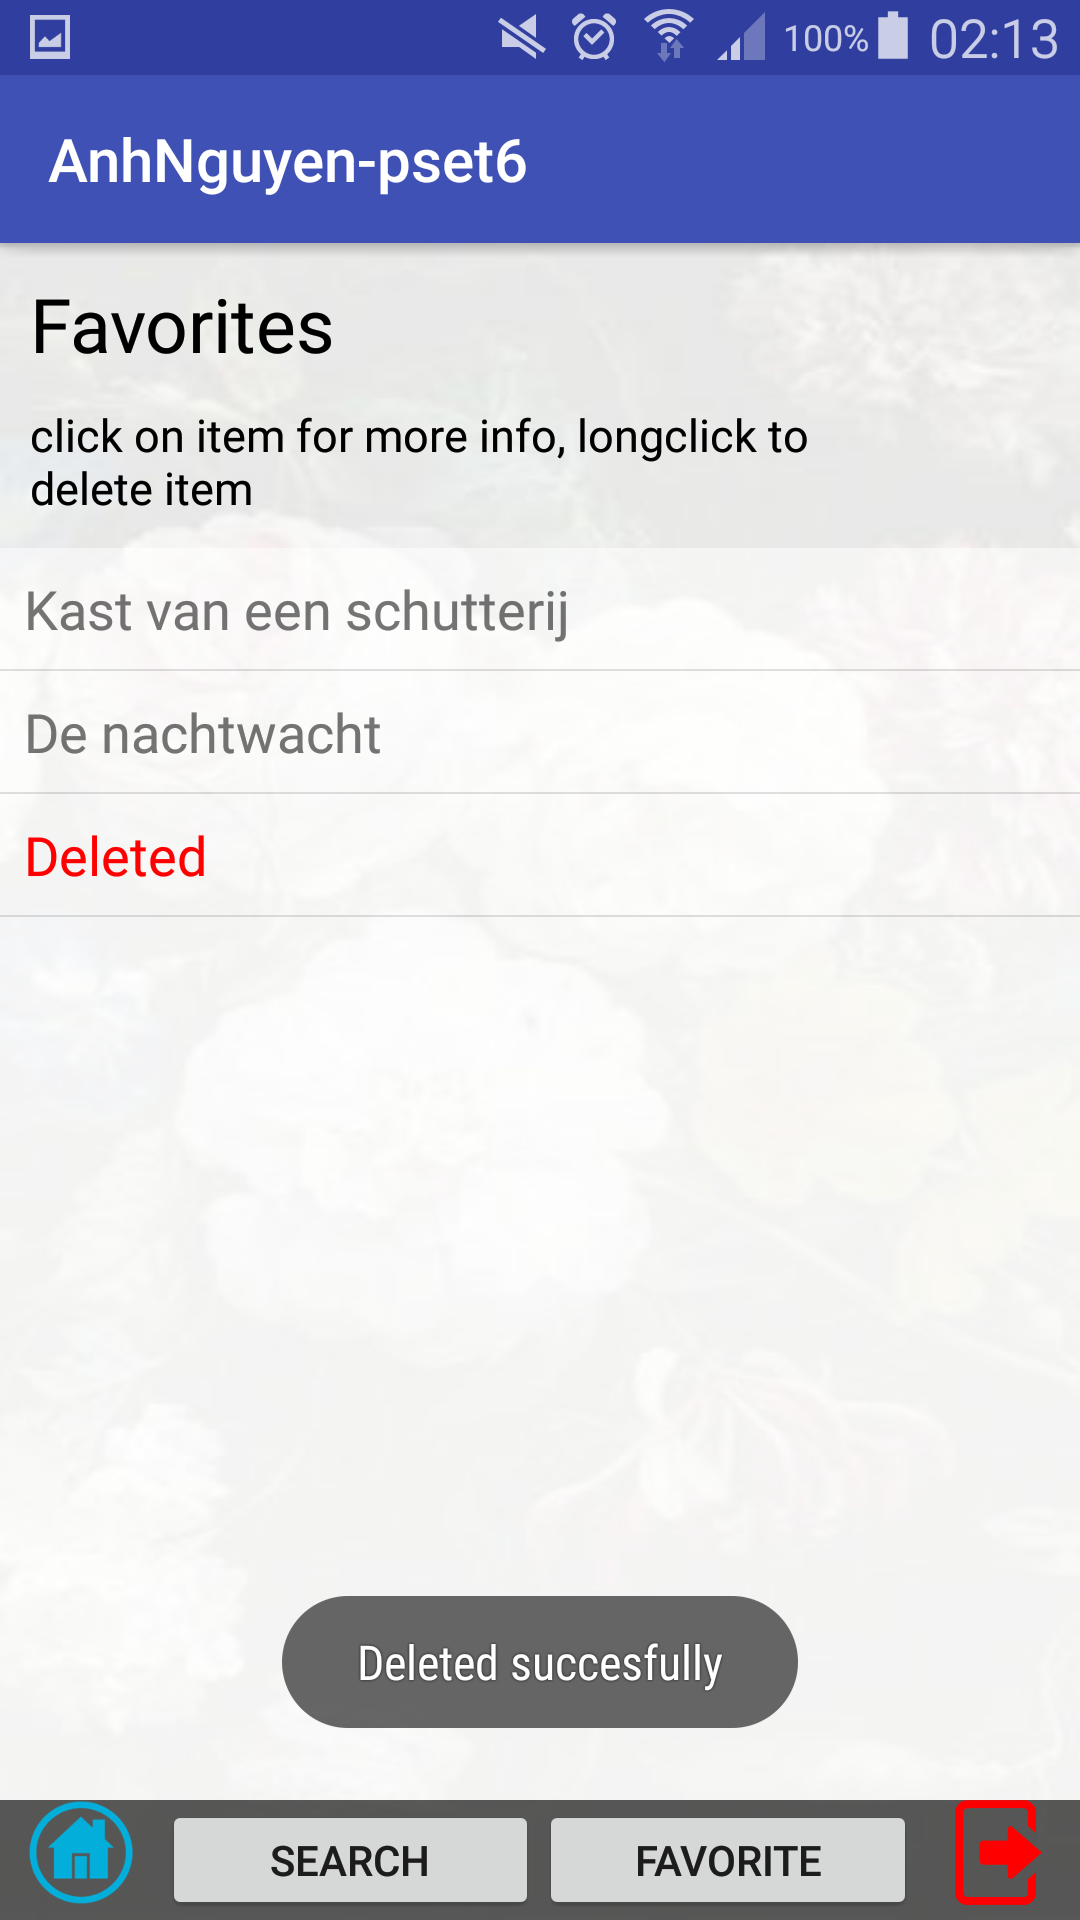 100% 02:13
AnhNguyen-pset6
Favorites
click on item for more info, longclick to
delete item
Kast van een schutterij
De nachtwacht
Deleted
Deleted succesfully
SEARCH FAVORITE